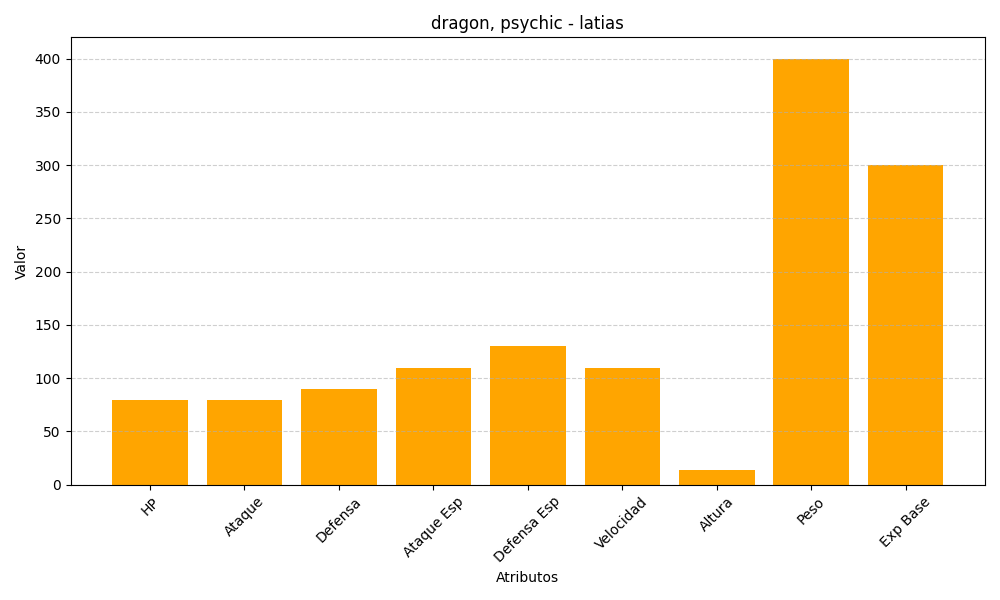 dragon, psychic - latias
Valor
400
350
300
250
200
150
100
50
0
HP
Ataque
Defensa
Ataque Esp
Defensa Esp
Velocidad
Altura
Peso
Exp Base
Atributos